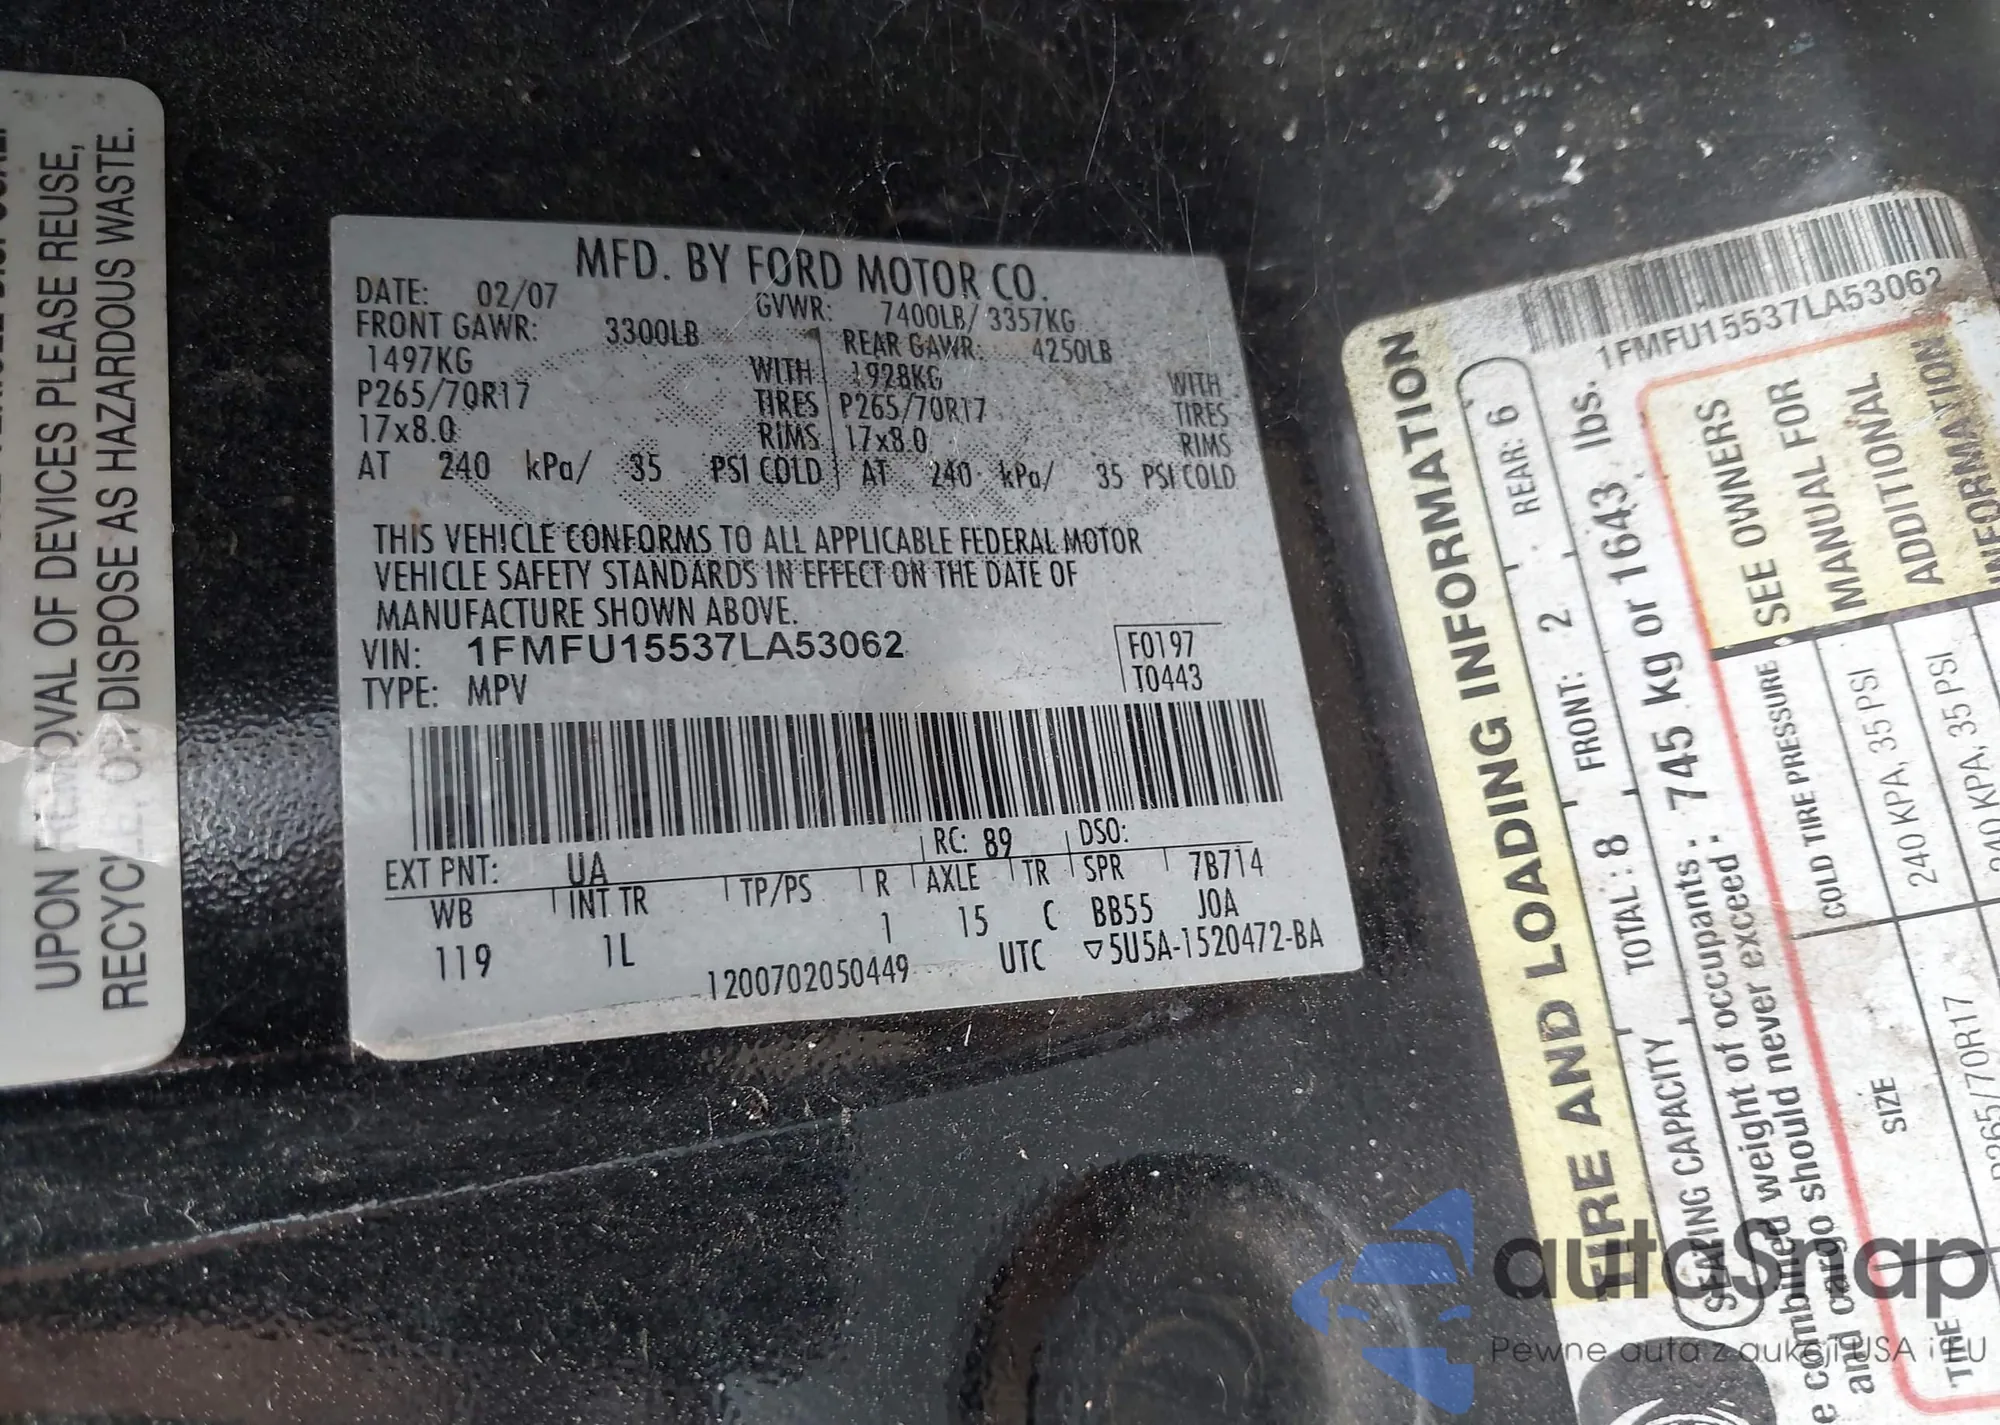 UPON REMOVAL OF DEVICES PLEASE REUSE,
RECYCLE, OR DISPOSE AS HAZARDOUS WASTE.
MFD. BY FORD MOTOR CO.
DATE: 02/07 GVWR: 7400LB/ 3357KG
FRONT GAWR: 3300LB REAR GAWR: 4250LB
1497KG WITH 1928KG WITH
P265/70R17 TIRES P265/70R17 TIRES
17x8.0 RIMS 17x8.0 RIMS
AT 240 kPa/ 35 PSI COLD AT 240 kPa/ 35 PSI COLD
THIS VEHICLE CONFORMS TO ALL APPLICABLE FEDERAL MOTOR
VEHICLE SAFETY STANDARDS IN EFFECT ON THE DATE OF
MANUFACTURE SHOWN ABOVE.
VIN: 1FMFU15537LA53062 F0197
TYPE: MPV T0443
RC: 89 DSO:
EXT PNT: UA
WB INT TR TP/PS R AXLE TR SPR 7B714
119 1L 1 15 C BB55 JOA
1200702050449 UTC ▽5U5A-1520472-BA
1FMFU15537LA53062
TIRE AND LOADING INFORMATION
SEATING CAPACITY TOTAL: 8 FRONT: 2 REAR: 6
combined weight of occupants
and cargo should never exceed 745 kg or 1643 lbs.
TIRE SIZE COLD TIRE PRESSURE
P265/70R17 240 KPA, 35 PSI
240 KPA, 35 PSI
SEE OWNERS
MANUAL FOR
ADDITIONAL
INFORMATION
autoSnap
Pewne auta z aukcji USA i EU